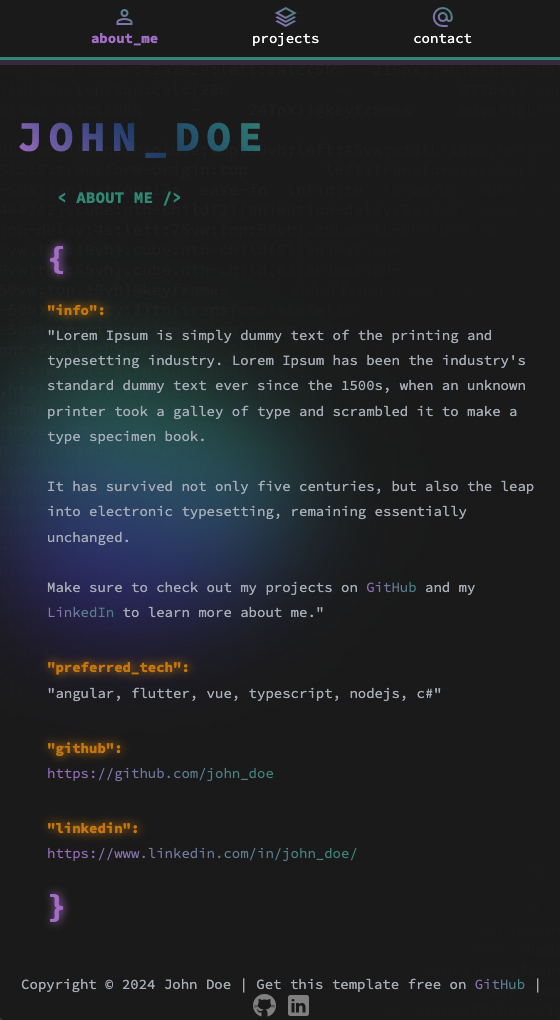 about_me projects contact
JOHN_DOE
< ABOUT ME />
{
"info":
"Lorem Ipsum is simply dummy text of the printing and
typesetting industry. Lorem Ipsum has been the industry's
standard dummy text ever since the 1500s, when an unknown
printer took a galley of type and scrambled it to make a
type specimen book.
It has survived not only five centuries, but also the leap
into electronic typesetting, remaining essentially
unchanged.
Make sure to check out my projects on GitHub and my
LinkedIn to learn more about me."
"preferred_tech":
"angular, flutter, vue, typescript, nodejs, c#"
"github":
https://github.com/john_doe
"linkedin":
https://www.linkedin.com/in/john_doe/
}
Copyright © 2024 John Doe | Get this template free on GitHub |